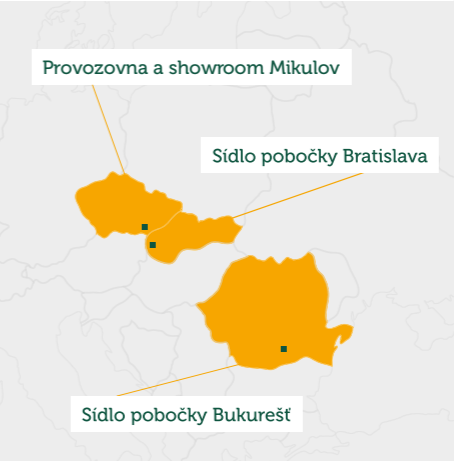 Provozovna a showroom Mikulov
Sídlo pobočky Bratislava
Sídlo pobočky Bukurešť